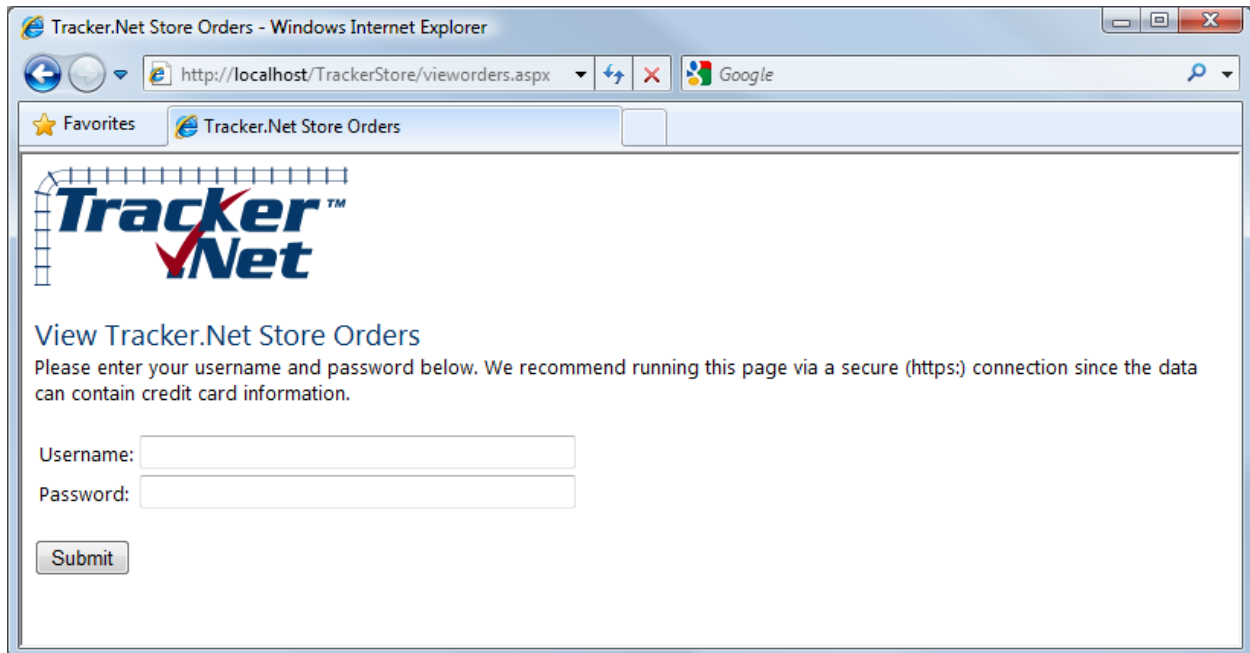 Tracker.Net Store Orders - Windows Internet Explorer
http://localhost/TrackerStore/vieworders.aspx
Google
Favorites
Tracker.Net Store Orders
Tracker™
.Net
View Tracker.Net Store Orders
Please enter your username and password below. We recommend running this page via a secure (https:) connection since the data
can contain credit card information.
Username:
Password:
Submit